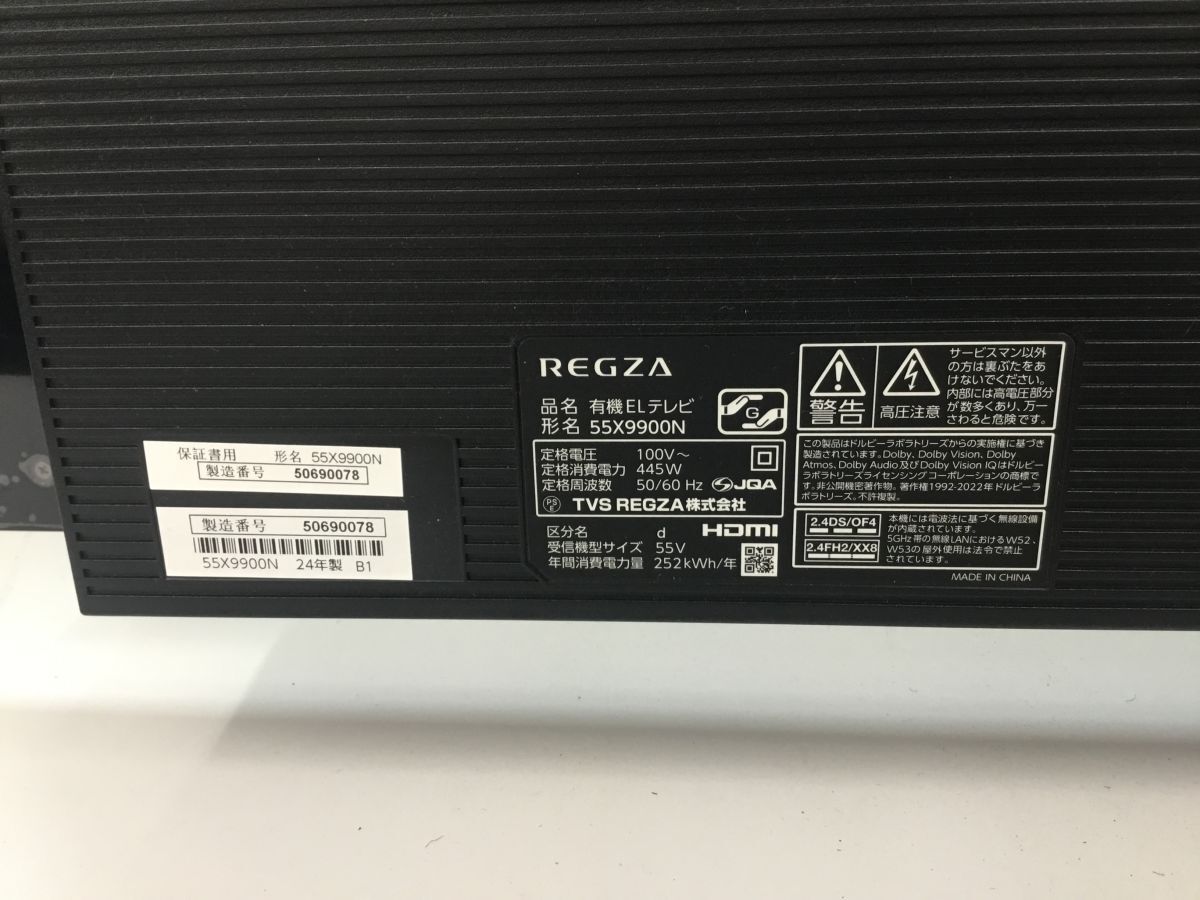 保証書用 形名 55X9900N
製造番号 50690078
製造番号 50690078
55X9900N 24年製 B1
REGZA
品名 有機ELテレビ
形名 55X9900N
G
定格電圧 100V～
定格消費電力 445W
定格周波数 50/60 Hz JQA
PS E TVS REGZA株式会社
区分名 d HDMI
受信機型サイズ 55V
年間消費電力量 252kWh/年
警告
高圧注意
サービスマン以外
の方は裏ぶたをあ
けないでください。
内部には高電圧部分
が数多くあり、万一
さわると危険です。
この製品はドルビーラボラトリーズからの実施権に基づき
製造されています。Dolby, Dolby Vision, Dolby
Atmos, Dolby Audio及びDolby Vision IQはドルビ
ーラボラトリーズライセンシングコーポレーションの商標で
す。非公開機密著作物。著作権1992-2022年ドルビーラ
ボラトリーズ。不許複製。
2.4DS/OF4
2.4FH2/XX8
本機には電波法に基づく無線設備
が内蔵されています。
5GHz帯の無線LANにおけるW52、
W53の屋外使用は法令で禁止
されています。
MADE IN CHINA